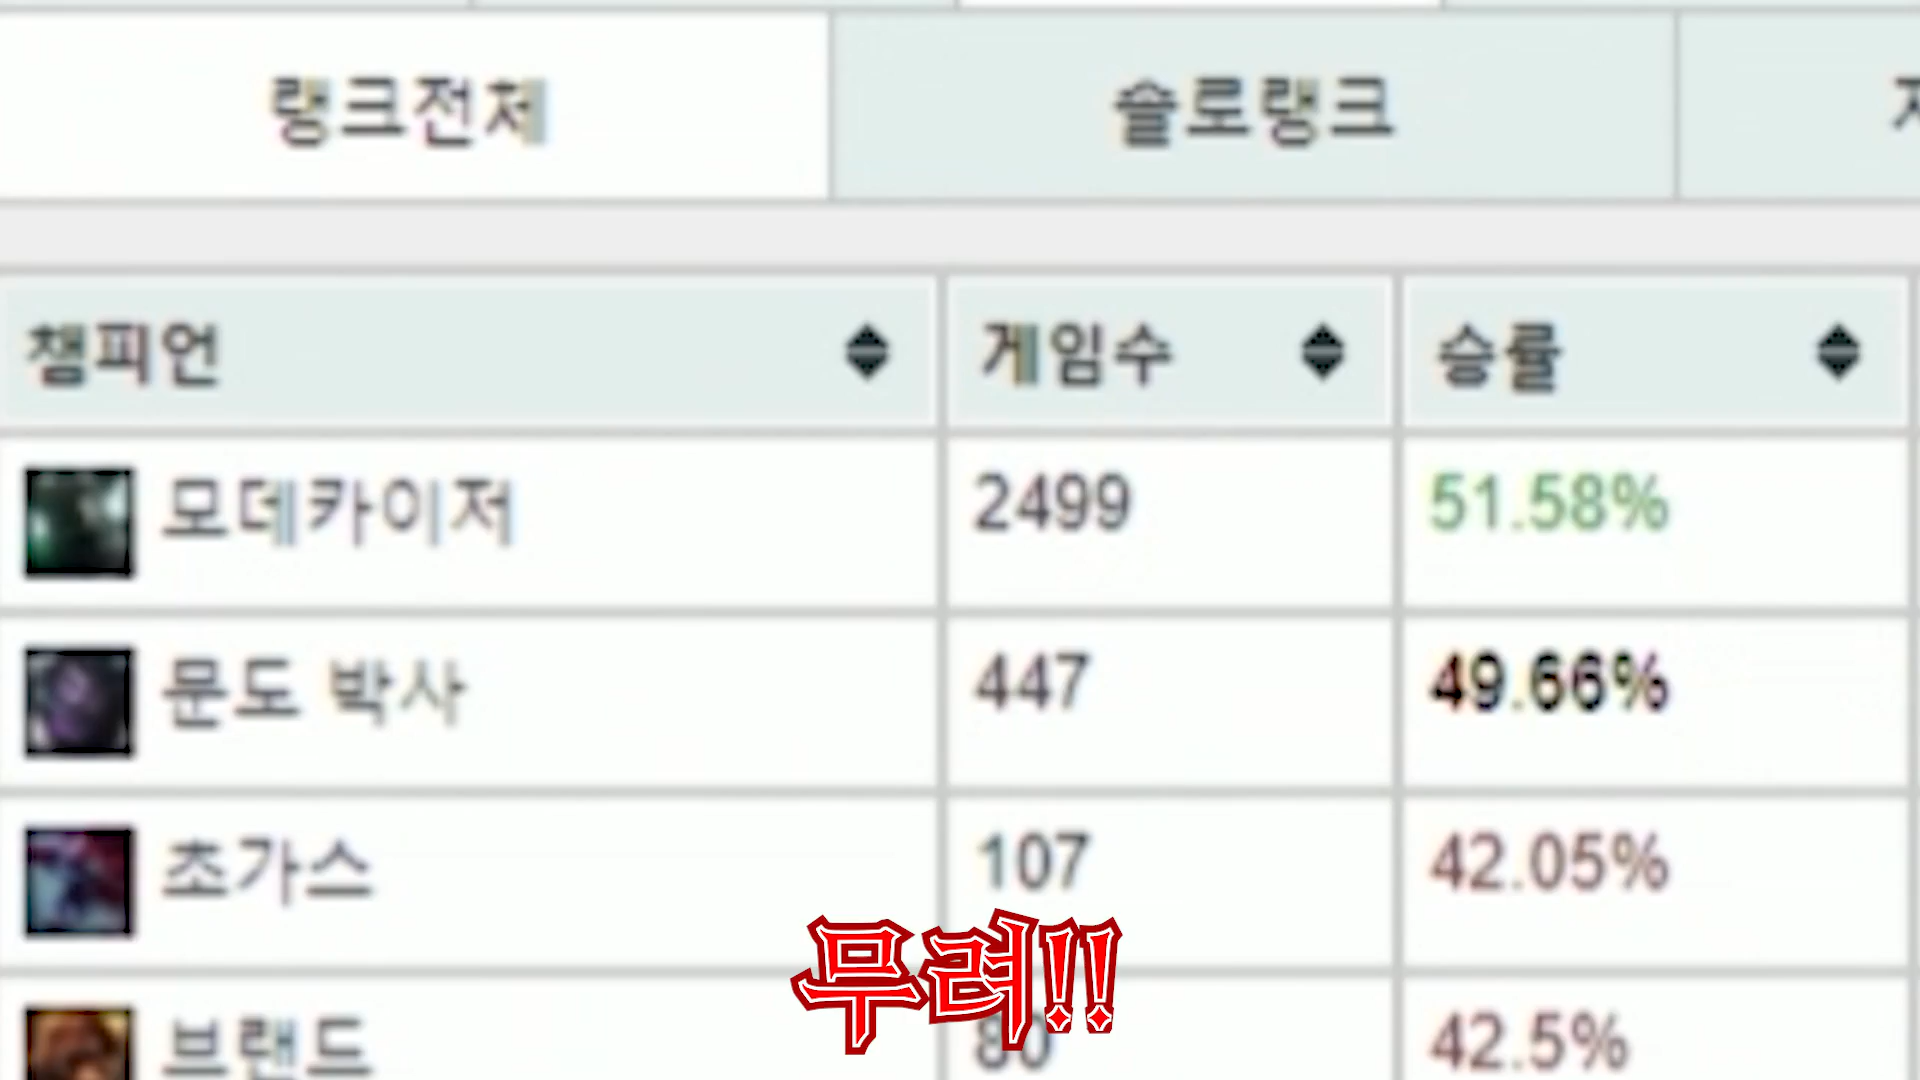 랭크전체 솔로랭크
챔피언 게임수 승률
모데카이저 2499 51.58%
문도 박사 447 49.66%
초가스 107 42.05%
브랜드 80 42.5%
무려!!